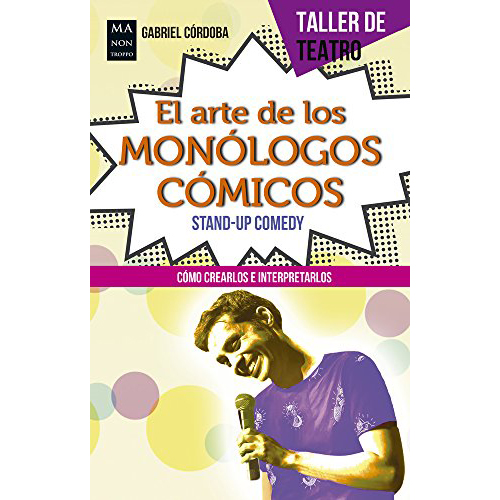 MA
NON
TROPPO
GABRIEL CÓRDOBA
TALLER DE
TEATRO
El arte de los
MONÓLOGOS
CÓMICOS
STAND-UP COMEDY
CÓMO CREARLOS E INTERPRETARLOS